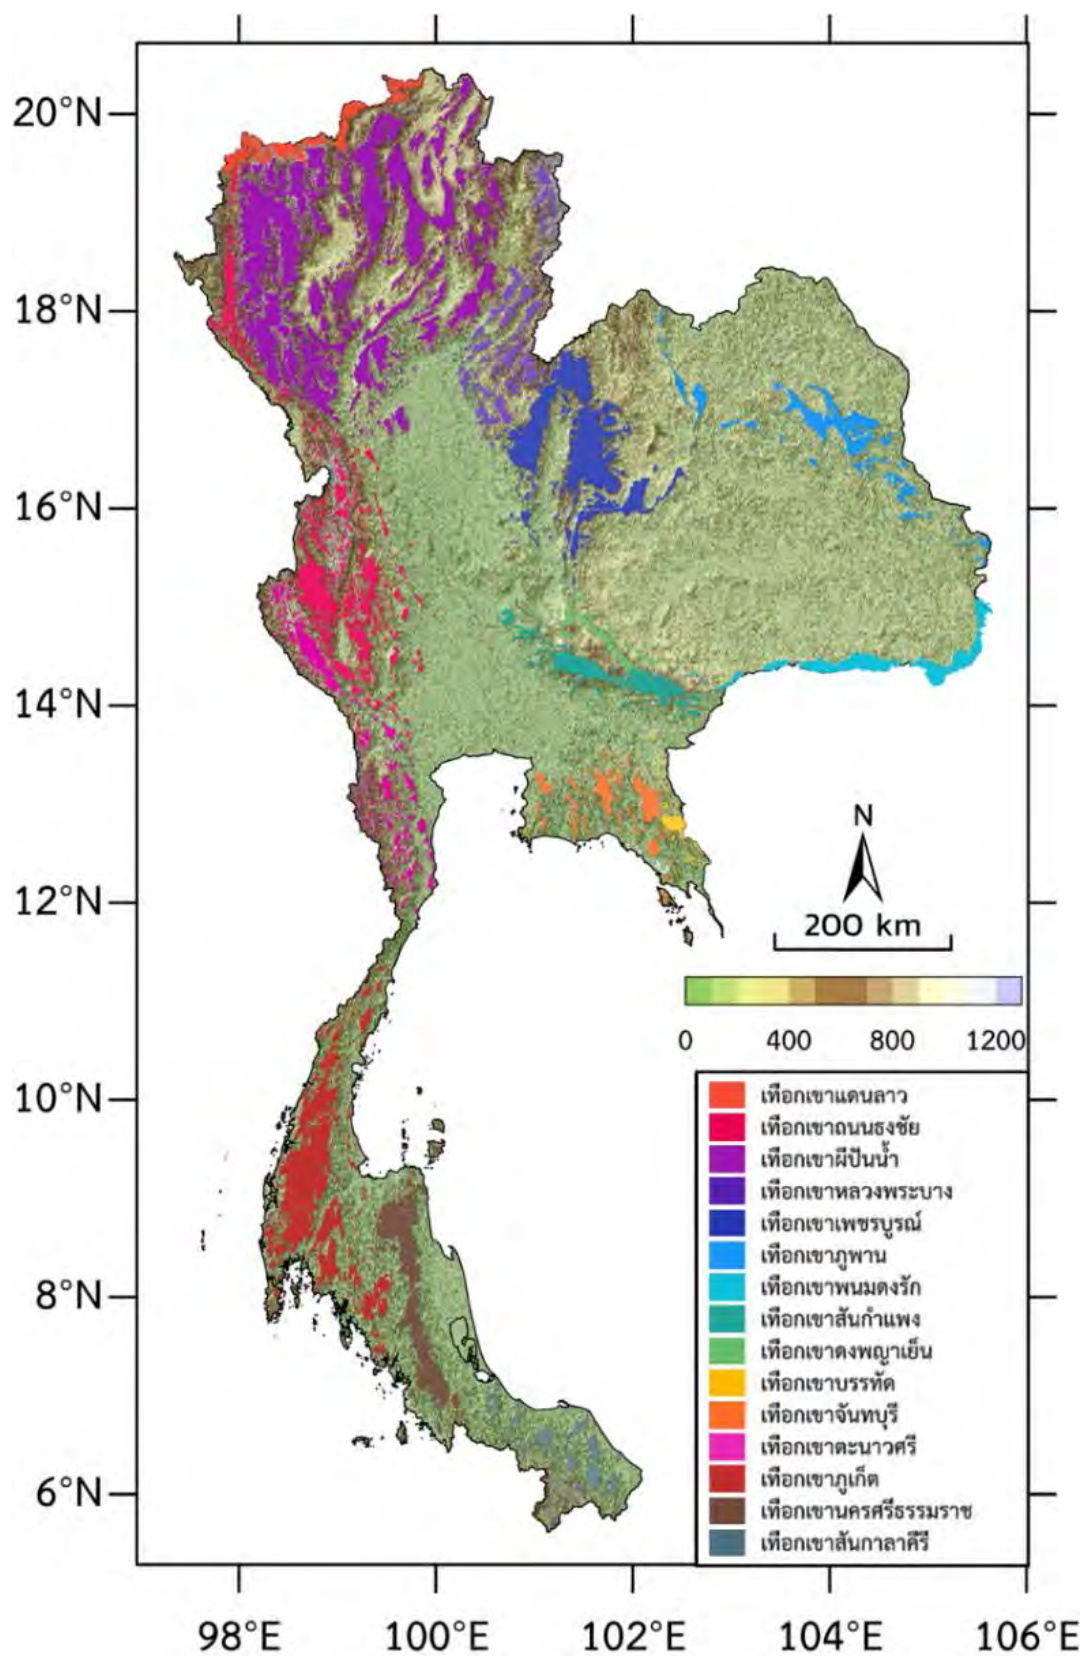 20°N
18°N
16°N
14°N
12°N
10°N
8°N
6°N
N
200 km
0 400 800 1200
เทือกเขาแดนลาว
เทือกเขาถนนธงชัย
เทือกเขาผีปันน้ำ
เทือกเขาหลวงพระบาง
เทือกเขาเพชรบูรณ์
เทือกเขาภูพาน
เทือกเขาพนมดงรัก
เทือกเขาสันกำแพง
เทือกเขาดงพญาเย็น
เทือกเขาบรรทัด
เทือกเขาจันทบุรี
เทือกเขาตะนาวศรี
เทือกเขาภูเก็ต
เทือกเขานครศรีธรรมราช
เทือกเขาสันกาลาคีรี
98°E 100°E 102°E 104°E 106°E